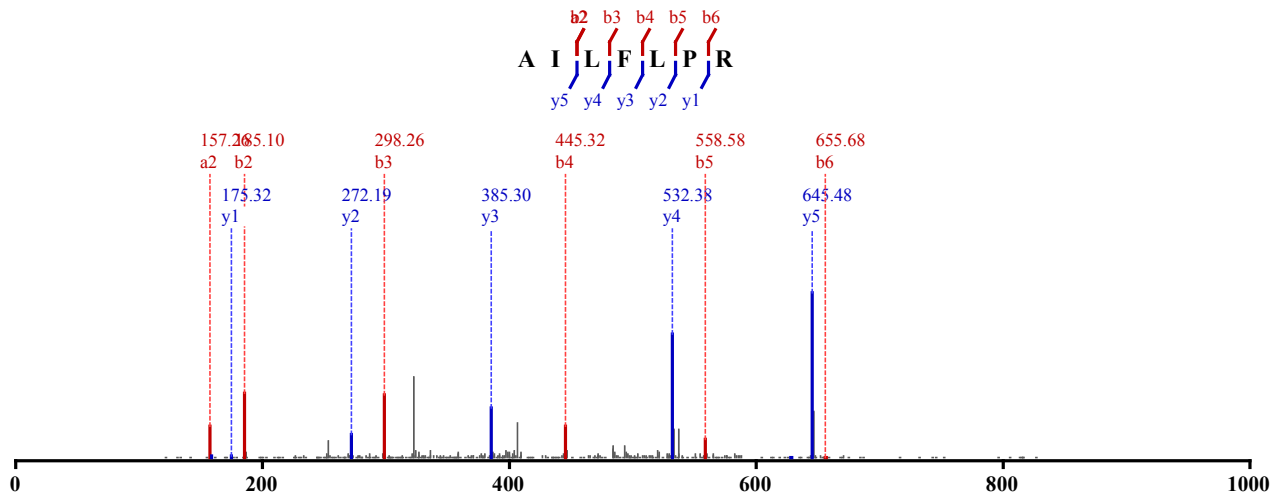 a2 b2 b3 b4 b5 b6
A I L F L P R
y5 y4 y3 y2 y1
157.26 185.10 298.26 445.32 558.58 655.68
a2 b2 b3 b4 b5 b6
175.32 272.19 385.30 532.38 645.48
y1 y2 y3 y4 y5
0 200 400 600 800 1000